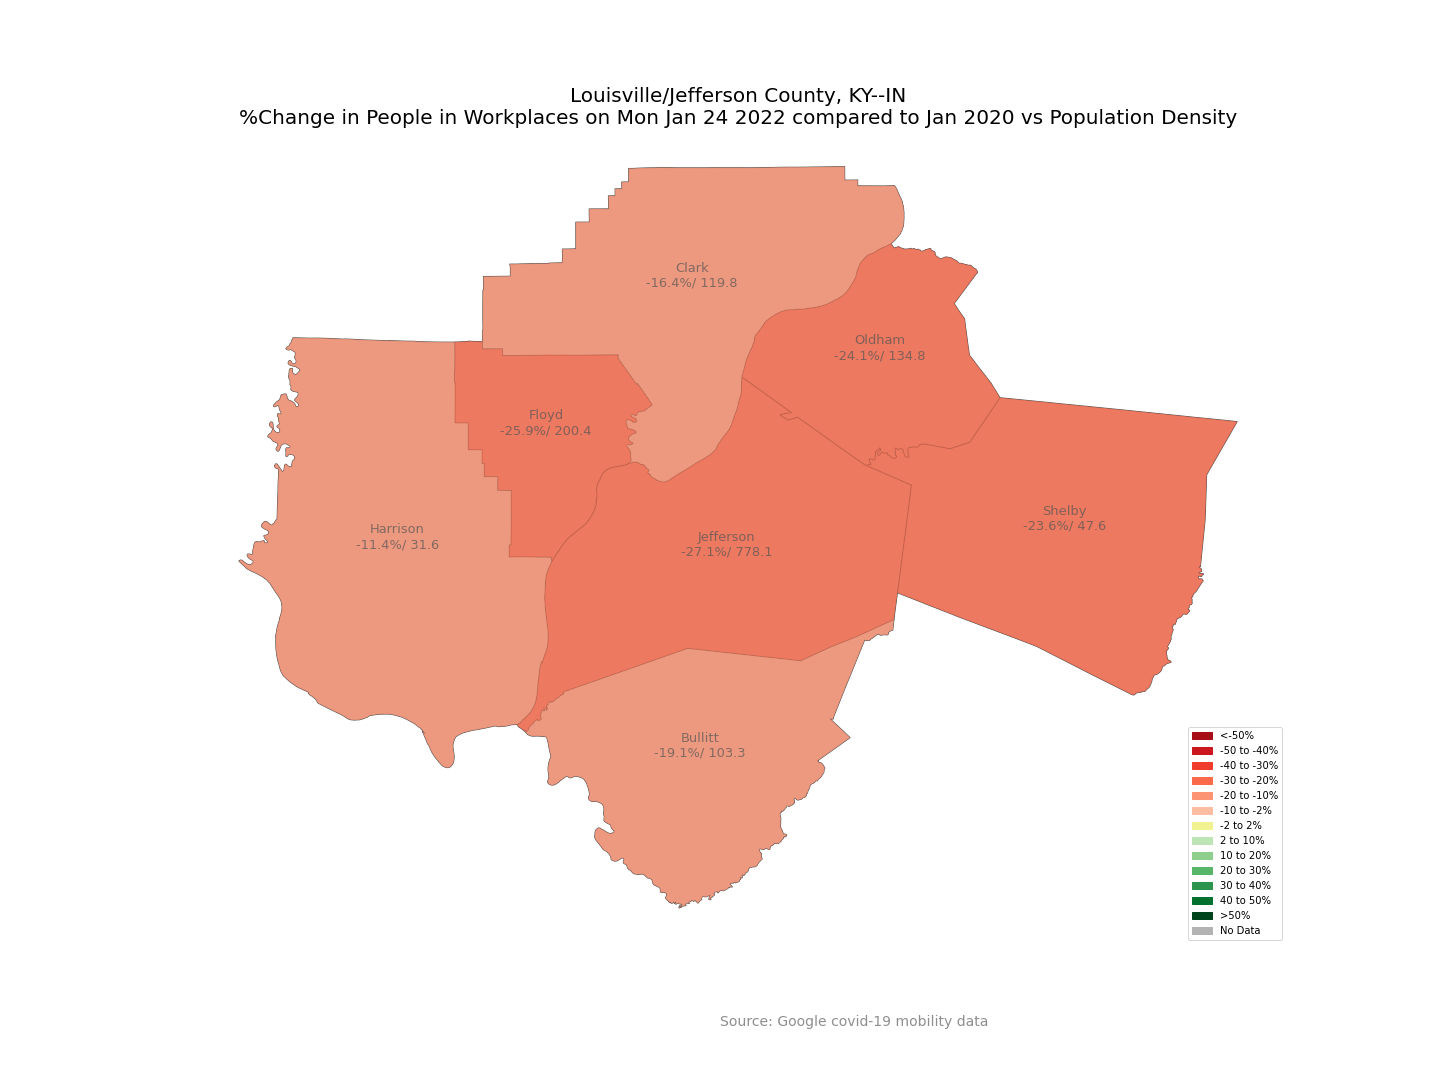 Louisville/Jefferson County, KY--IN
%Change in People in Workplaces on Mon Jan 24 2022 compared to Jan 2020 vs Population Density
Clark
-16.4%/ 119.8
Oldham
-24.1%/ 134.8
Floyd
-25.9%/ 200.4
Shelby
-23.6%/ 47.6
Harrison
-11.4%/ 31.6
Jefferson
-27.1%/ 778.1
Bullitt
-19.1%/ 103.3
<-50%
-50 to -40%
-40 to -30%
-30 to -20%
-20 to -10%
-10 to -2%
-2 to 2%
2 to 10%
10 to 20%
20 to 30%
30 to 40%
40 to 50%
>50%
No Data
Source: Google covid-19 mobility data